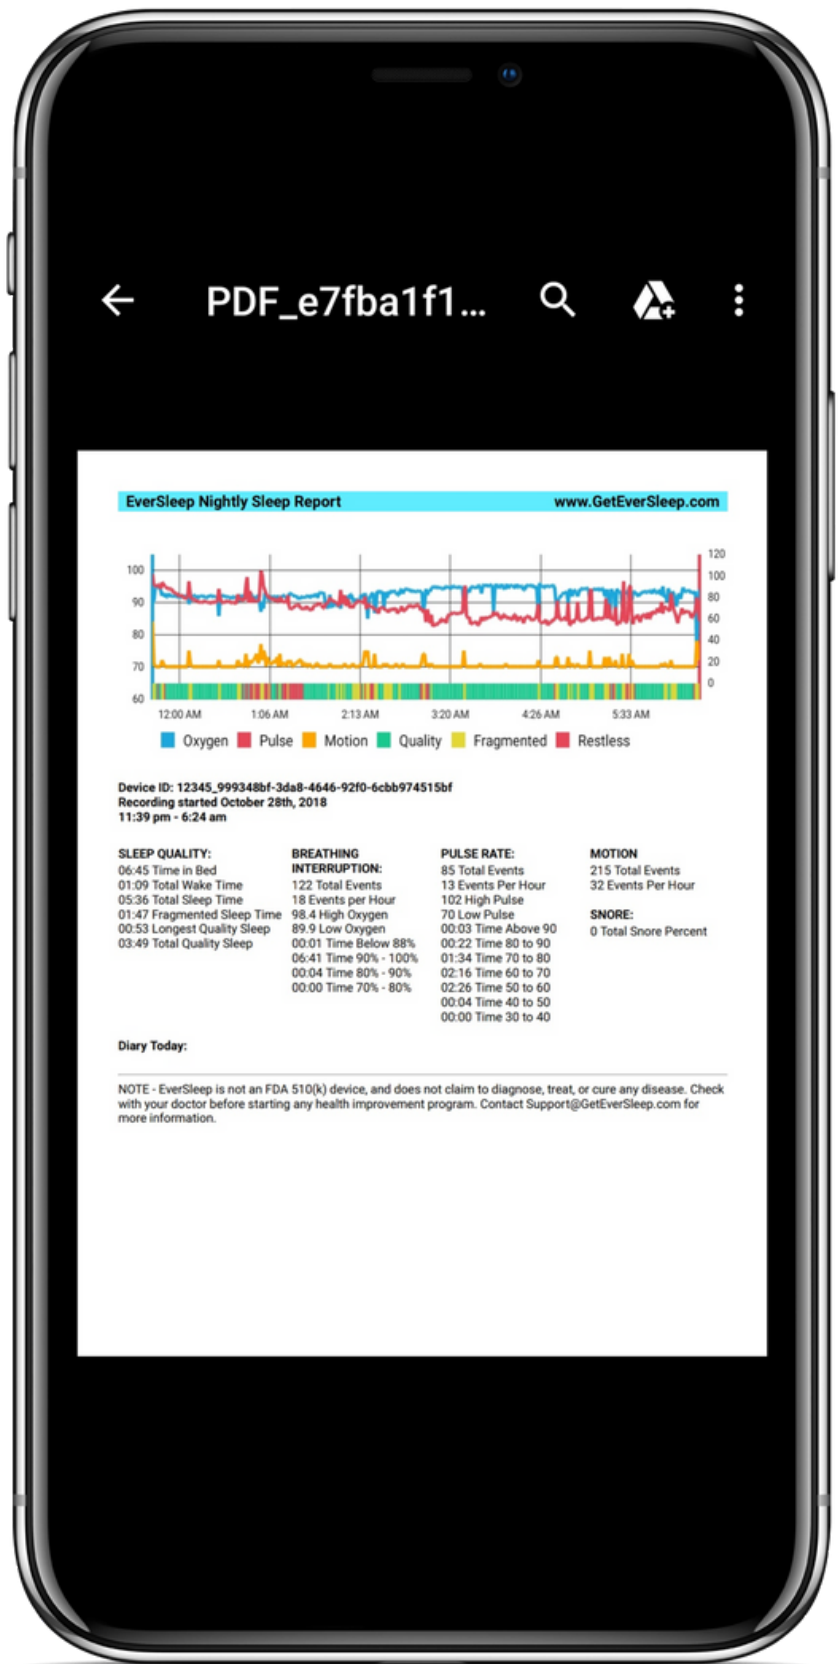 PDF_e7fba1f1...
EverSleep Nightly Sleep Report www.GetEverSleep.com
100
90
80
70
60
120
100
80
60
40
20
0
12:00 AM 1:06 AM 2:13 AM 3:20 AM 4:26 AM 5:33 AM
Oxygen Pulse Motion Quality Fragmented Restless
Device ID: 12345_999348bf-3da8-4646-92f0-6cbb974515bf
Recording started October 28th, 2018
11:39 pm - 6:24 am
SLEEP QUALITY:
06:45 Time in Bed
01:09 Total Wake Time
05:36 Total Sleep Time
01:47 Fragmented Sleep Time
00:53 Longest Quality Sleep
03:49 Total Quality Sleep
BREATHING
INTERRUPTION:
122 Total Events
18 Events per Hour
98.4 High Oxygen
89.9 Low Oxygen
00:01 Time Below 88%
06:41 Time 90% - 100%
00:04 Time 80% - 90%
00:00 Time 70% - 80%
PULSE RATE:
85 Total Events
13 Events Per Hour
102 High Pulse
70 Low Pulse
00:03 Time Above 90
00:22 Time 80 to 90
01:34 Time 70 to 80
02:16 Time 60 to 70
02:26 Time 50 to 60
00:04 Time 40 to 50
00:00 Time 30 to 40
MOTION
215 Total Events
32 Events Per Hour
SNORE:
0 Total Snore Percent
Diary Today:
NOTE - EverSleep is not an FDA 510(k) device, and does not claim to diagnose, treat, or cure any disease. Check
with your doctor before starting any health improvement program. Contact Support@GetEverSleep.com for
more information.